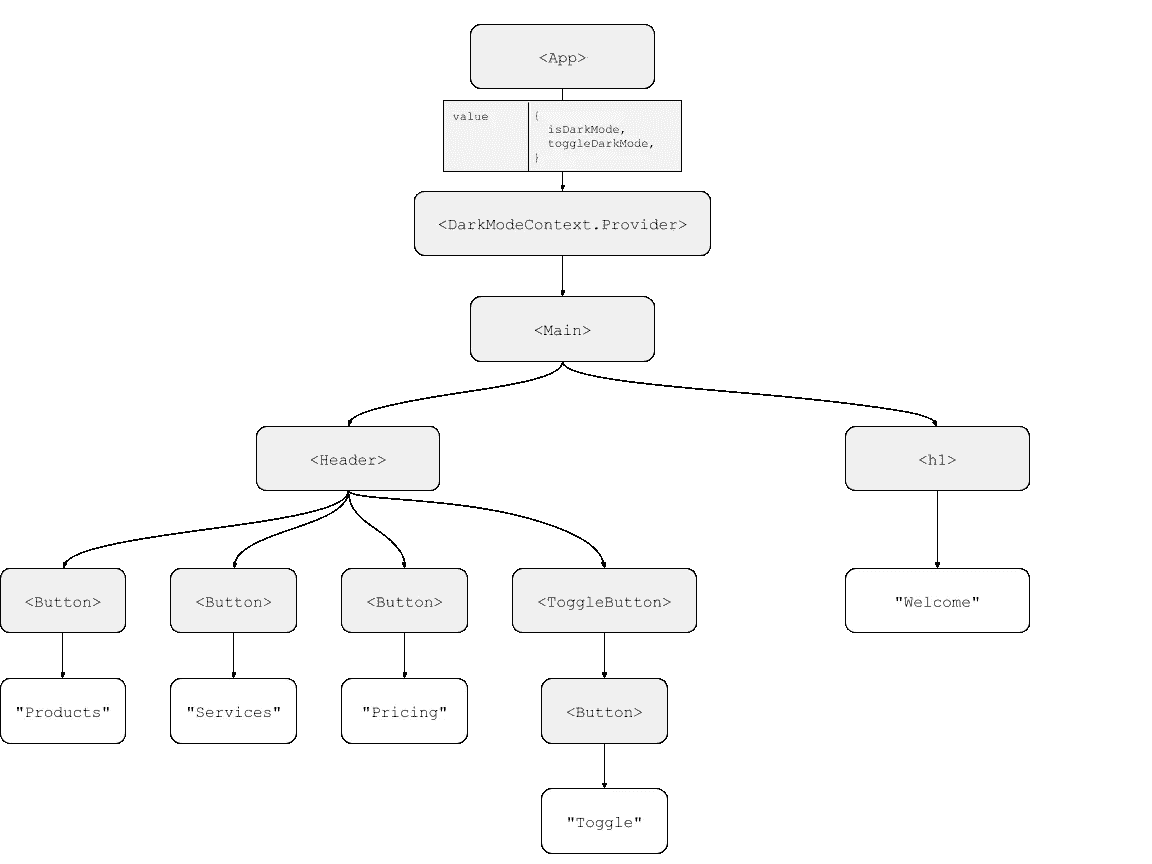 <App>
value
{
isDarkMode,
toggleDarkMode,
}
<DarkModeContext.Provider>
<Main>
<Header>
<h1>
<Button>
<Button>
<Button>
<ToggleButton>
"Welcome"
"Products"
"Services"
"Pricing"
<Button>
"Toggle"